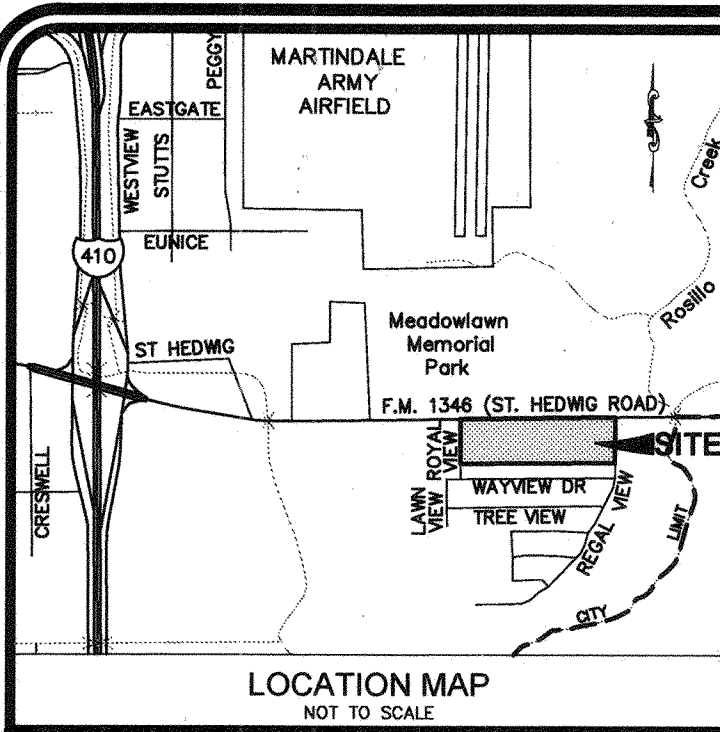 MARTINDALE
ARMY
AIRFIELD
PEGGY
EASTGATE
WESTVIEW
STUTTS
EUNICE
410
Creek
Rosillo
ST HEDWIG
Meadowlawn
Memorial
Park
F.M. 1346 (ST. HEDWIG ROAD)
SITE
ROYAL
VIEW
LAWN
VIEW
WAYVIEW DR
TREE VIEW
REGAL VIEW
CRESWELL
CITY
LIMIT
LOCATION MAP
NOT TO SCALE